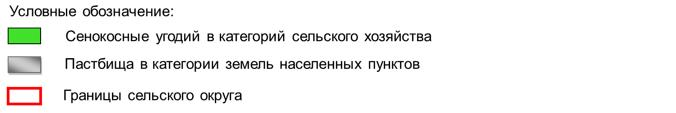 Условные обозначение:
Сенокосные угодий в категорий сельского хозяйства
Пастбища в категории земель населенных пунктов
Границы сельского округа